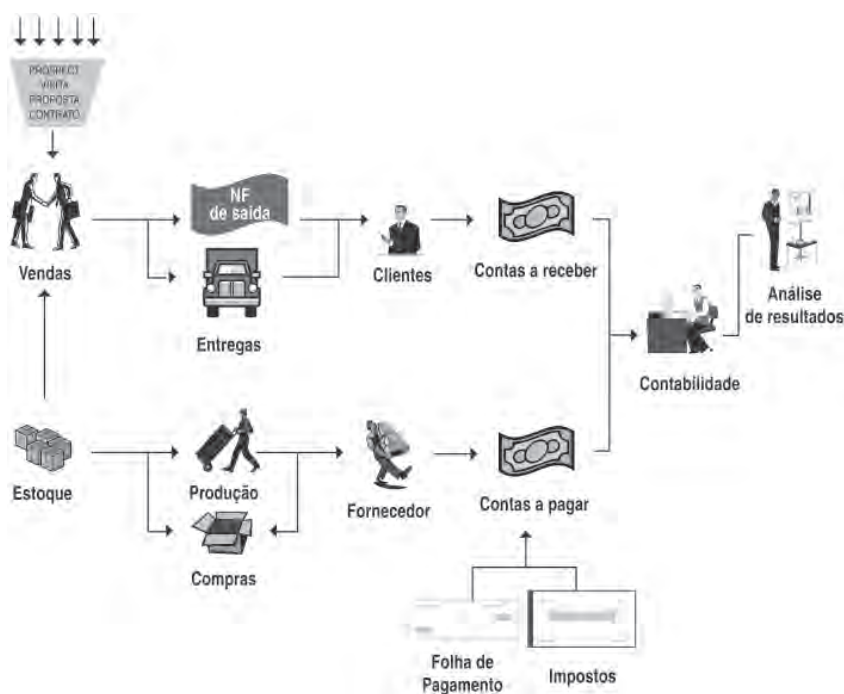 PROSPECT
VISITA
PROPOSTA
CONTRATO
NF
de saída
Vendas
Entregas
Clientes
Contas a receber
Análise
de resultados
Contabilidade
Estoque
Produção
Compras
Fornecedor
Contas a pagar
Folha de
Pagamento
Impostos